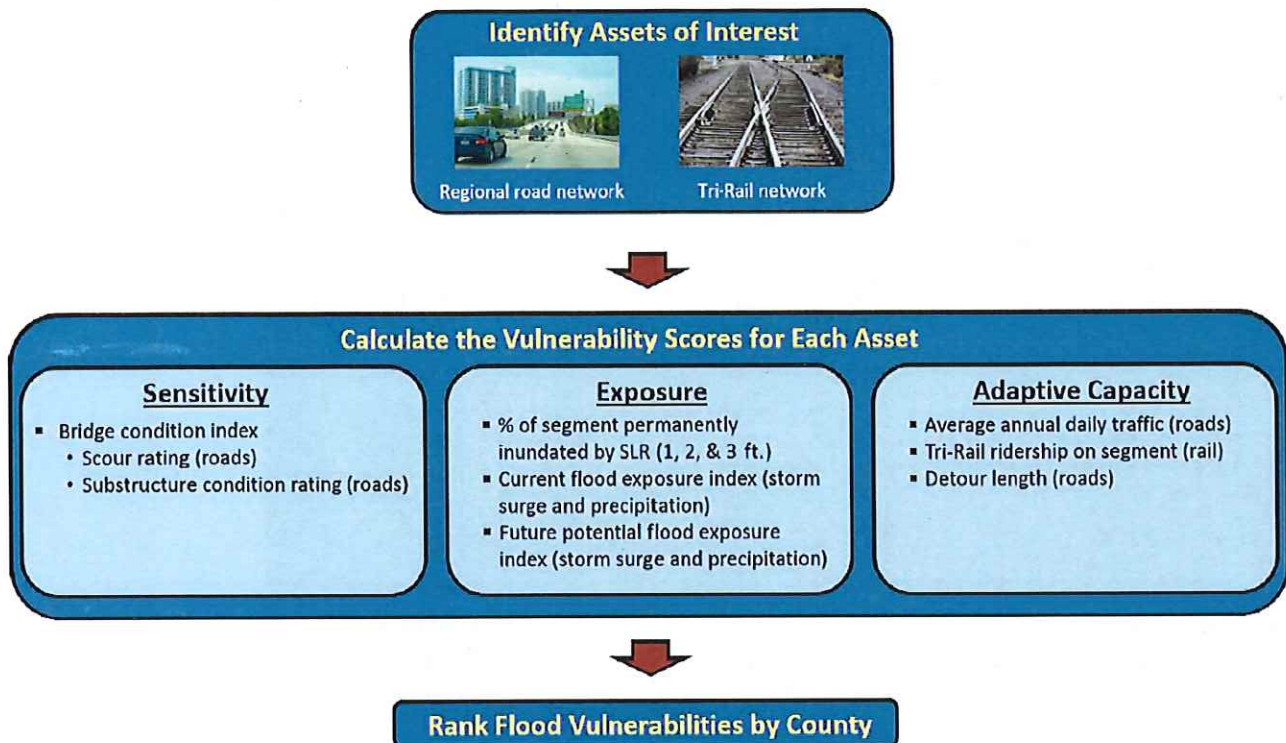 Identify Assets of Interest
Regional road network
Tri-Rail network
Calculate the Vulnerability Scores for Each Asset
Sensitivity
▪ Bridge condition index
• Scour rating (roads)
• Substructure condition rating (roads)
Exposure
▪ % of segment permanently
inundated by SLR (1, 2, & 3 ft.)
▪ Current flood exposure index (storm
surge and precipitation)
▪ Future potential flood exposure
index (storm surge and precipitation)
Adaptive Capacity
▪ Average annual daily traffic (roads)
▪ Tri-Rail ridership on segment (rail)
▪ Detour length (roads)
Rank Flood Vulnerabilities by County